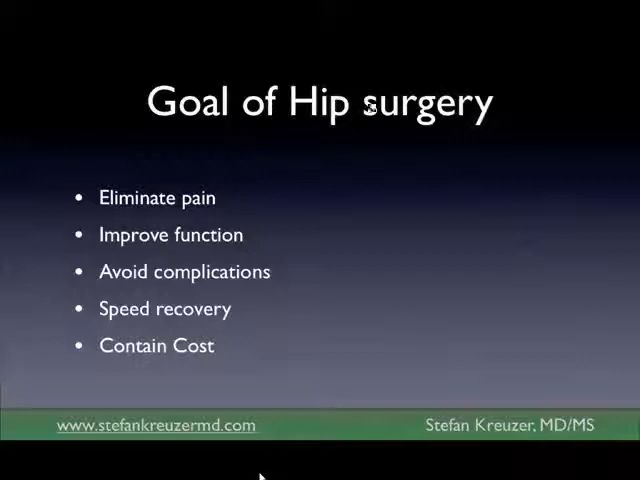 Goal of Hip surgery
• Eliminate pain
• Improve function
• Avoid complications
• Speed recovery
• Contain Cost
www.stefankreuzermd.com
Stefan Kreuzer, MD/MS